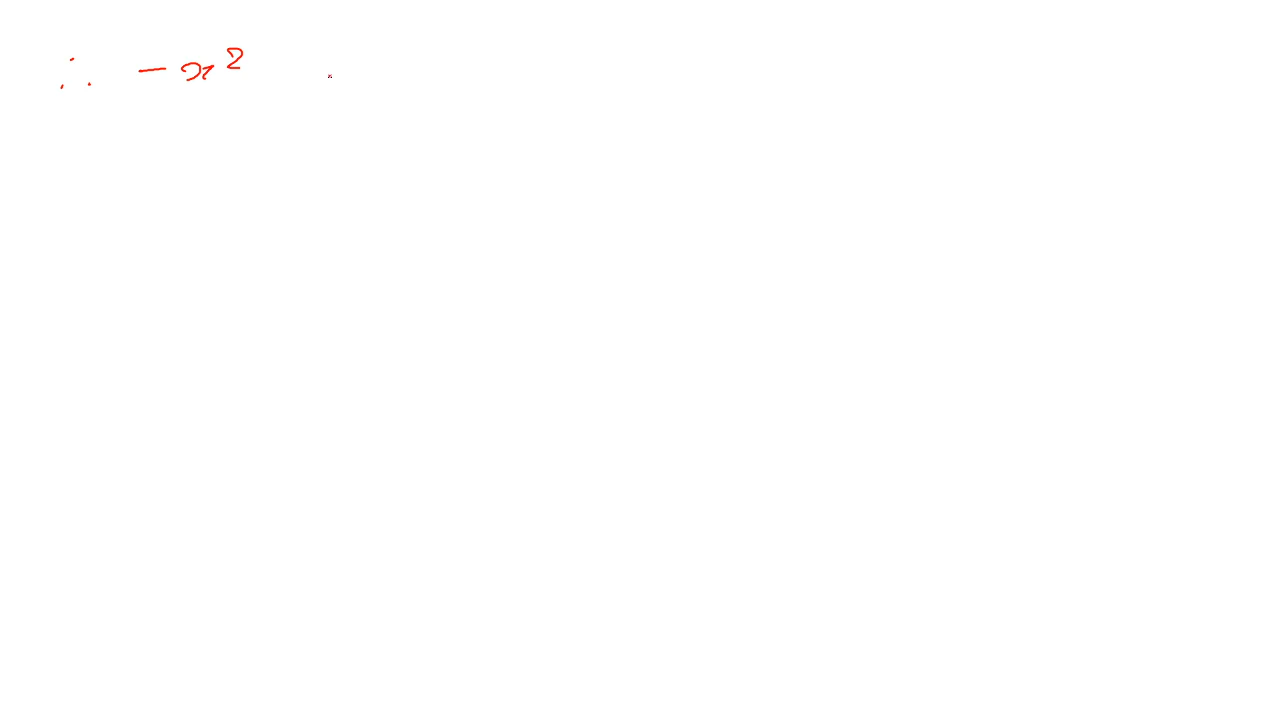 ∴ -x²